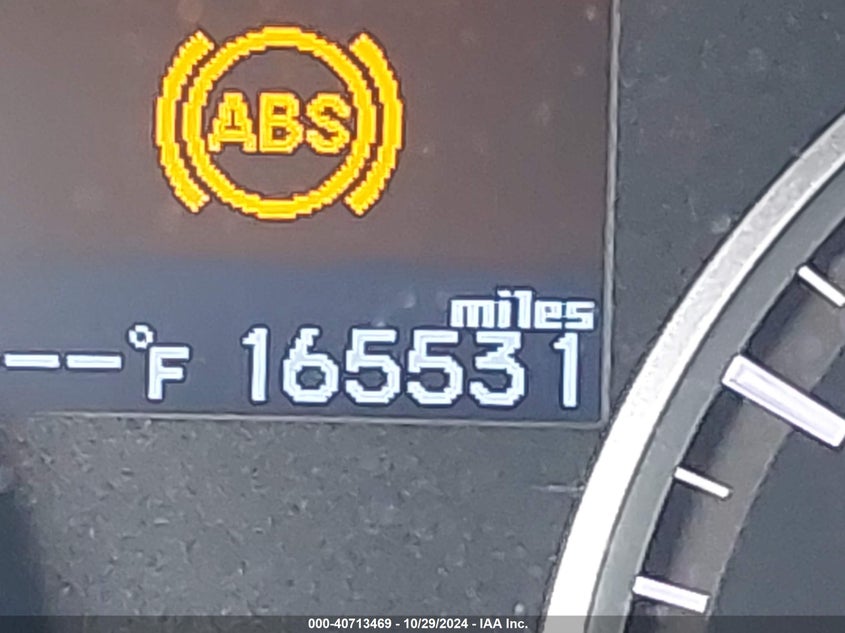 ABS
miles
--°F 165531
000-40713469 - 10/29/2024 - IAA Inc.